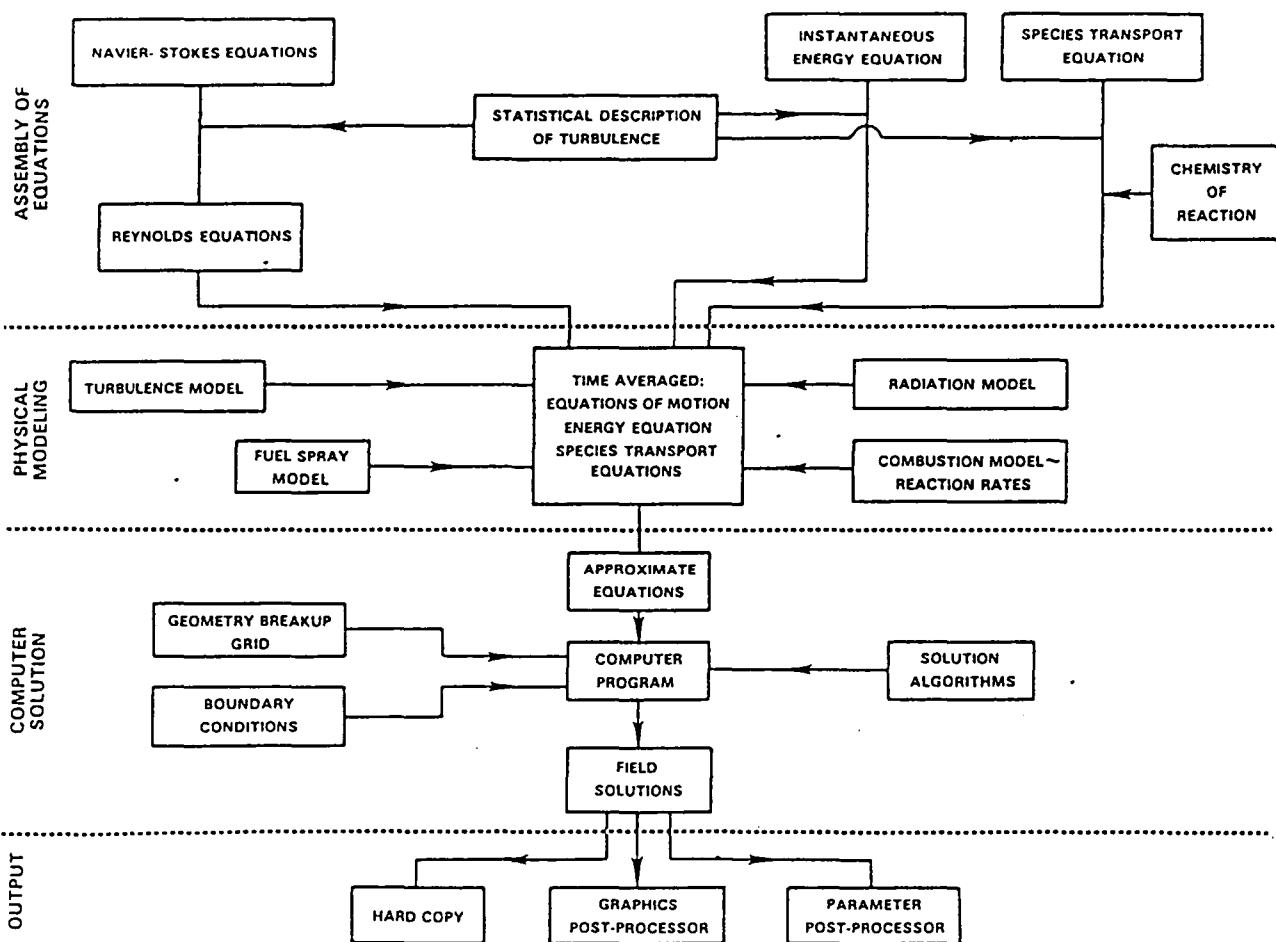 ASSEMBLY OF
EQUATIONS
NAVIER- STOKES EQUATIONS
INSTANTANEOUS
ENERGY EQUATION
SPECIES TRANSPORT
EQUATION
STATISTICAL DESCRIPTION
OF TURBULENCE
CHEMISTRY
OF
REACTION
REYNOLDS EQUATIONS
PHYSICAL
MODELING
TURBULENCE MODEL
FUEL SPRAY
MODEL
TIME AVERAGED:
EQUATIONS OF MOTION
ENERGY EQUATION
SPECIES TRANSPORT
EQUATIONS
RADIATION MODEL
COMBUSTION MODEL~
REACTION RATES
COMPUTER
SOLUTION
APPROXIMATE
EQUATIONS
GEOMETRY BREAKUP
GRID
BOUNDARY
CONDITIONS
COMPUTER
PROGRAM
SOLUTION
ALGORITHMS
FIELD
SOLUTIONS
OUTPUT
HARD COPY
GRAPHICS
POST-PROCESSOR
PARAMETER
POST-PROCESSOR